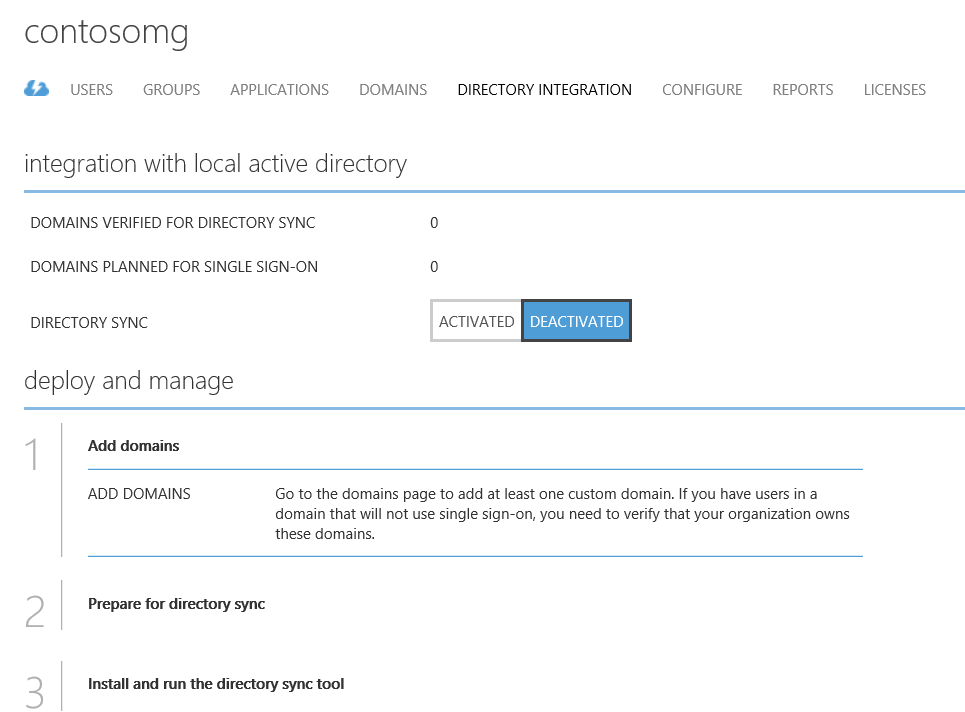 contosomg
USERS GROUPS APPLICATIONS DOMAINS DIRECTORY INTEGRATION CONFIGURE REPORTS LICENSES
integration with local active directory
DOMAINS VERIFIED FOR DIRECTORY SYNC 0
DOMAINS PLANNED FOR SINGLE SIGN-ON 0
DIRECTORY SYNC ACTIVATED DEACTIVATED
deploy and manage
1 Add domains
ADD DOMAINS Go to the domains page to add at least one custom domain. If you have users in a
domain that will not use single sign-on, you need to verify that your organization owns
these domains.
2 Prepare for directory sync
3 Install and run the directory sync tool